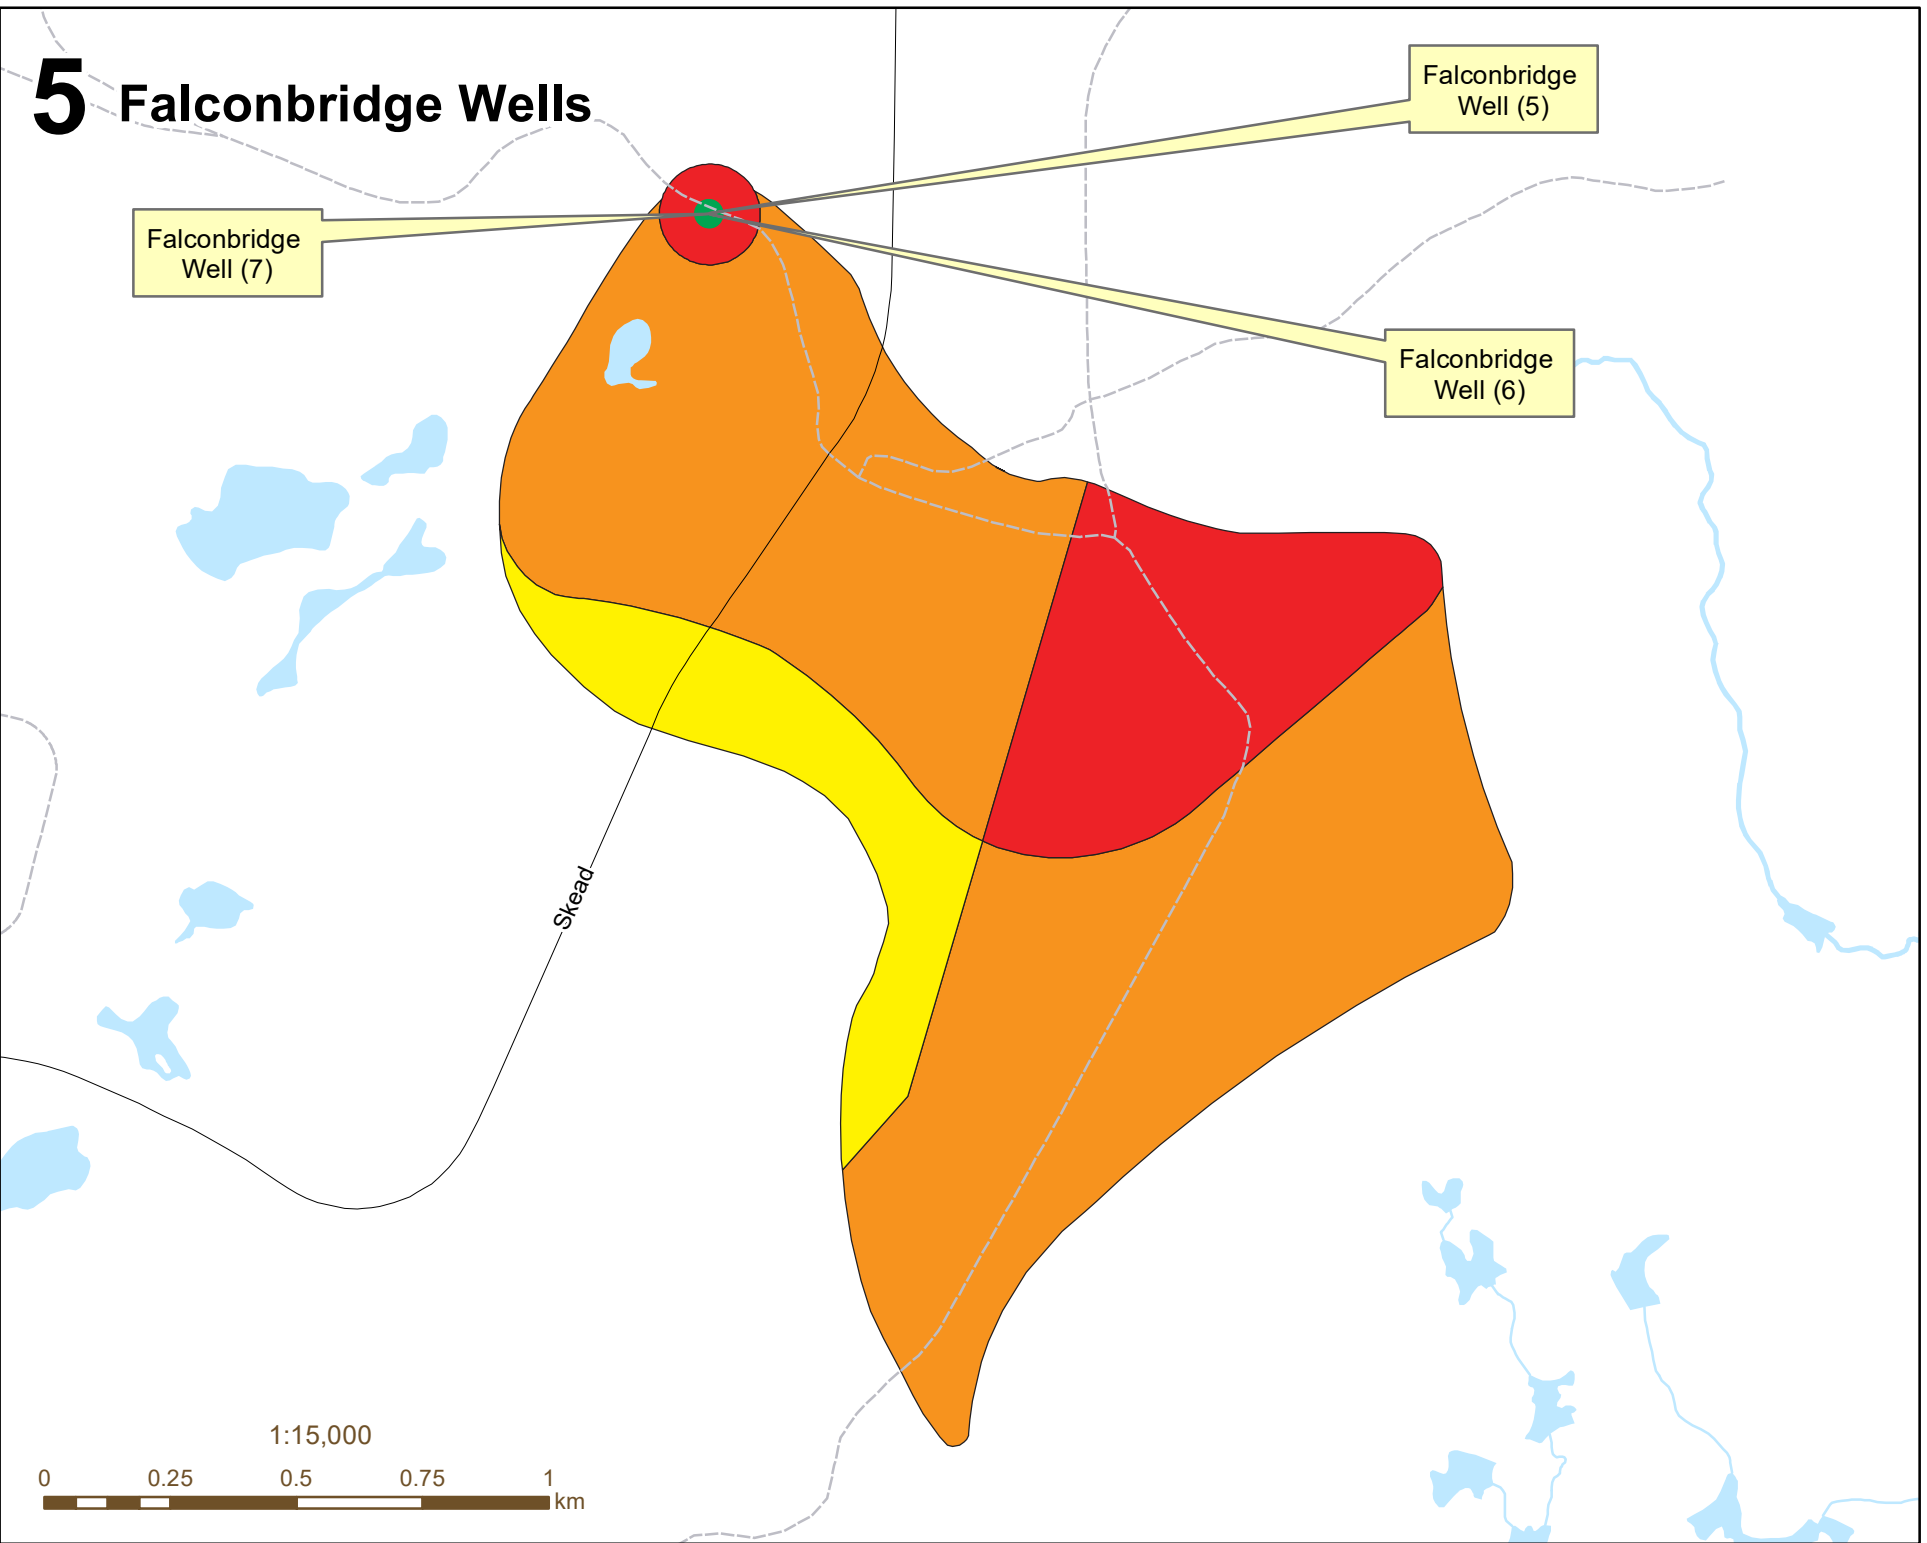 5 Falconbridge Wells
Falconbridge
Well (5)
Falconbridge
Well (7)
Falconbridge
Well (6)
Skead
1:15,000
0 0.25 0.5 0.75 1
km